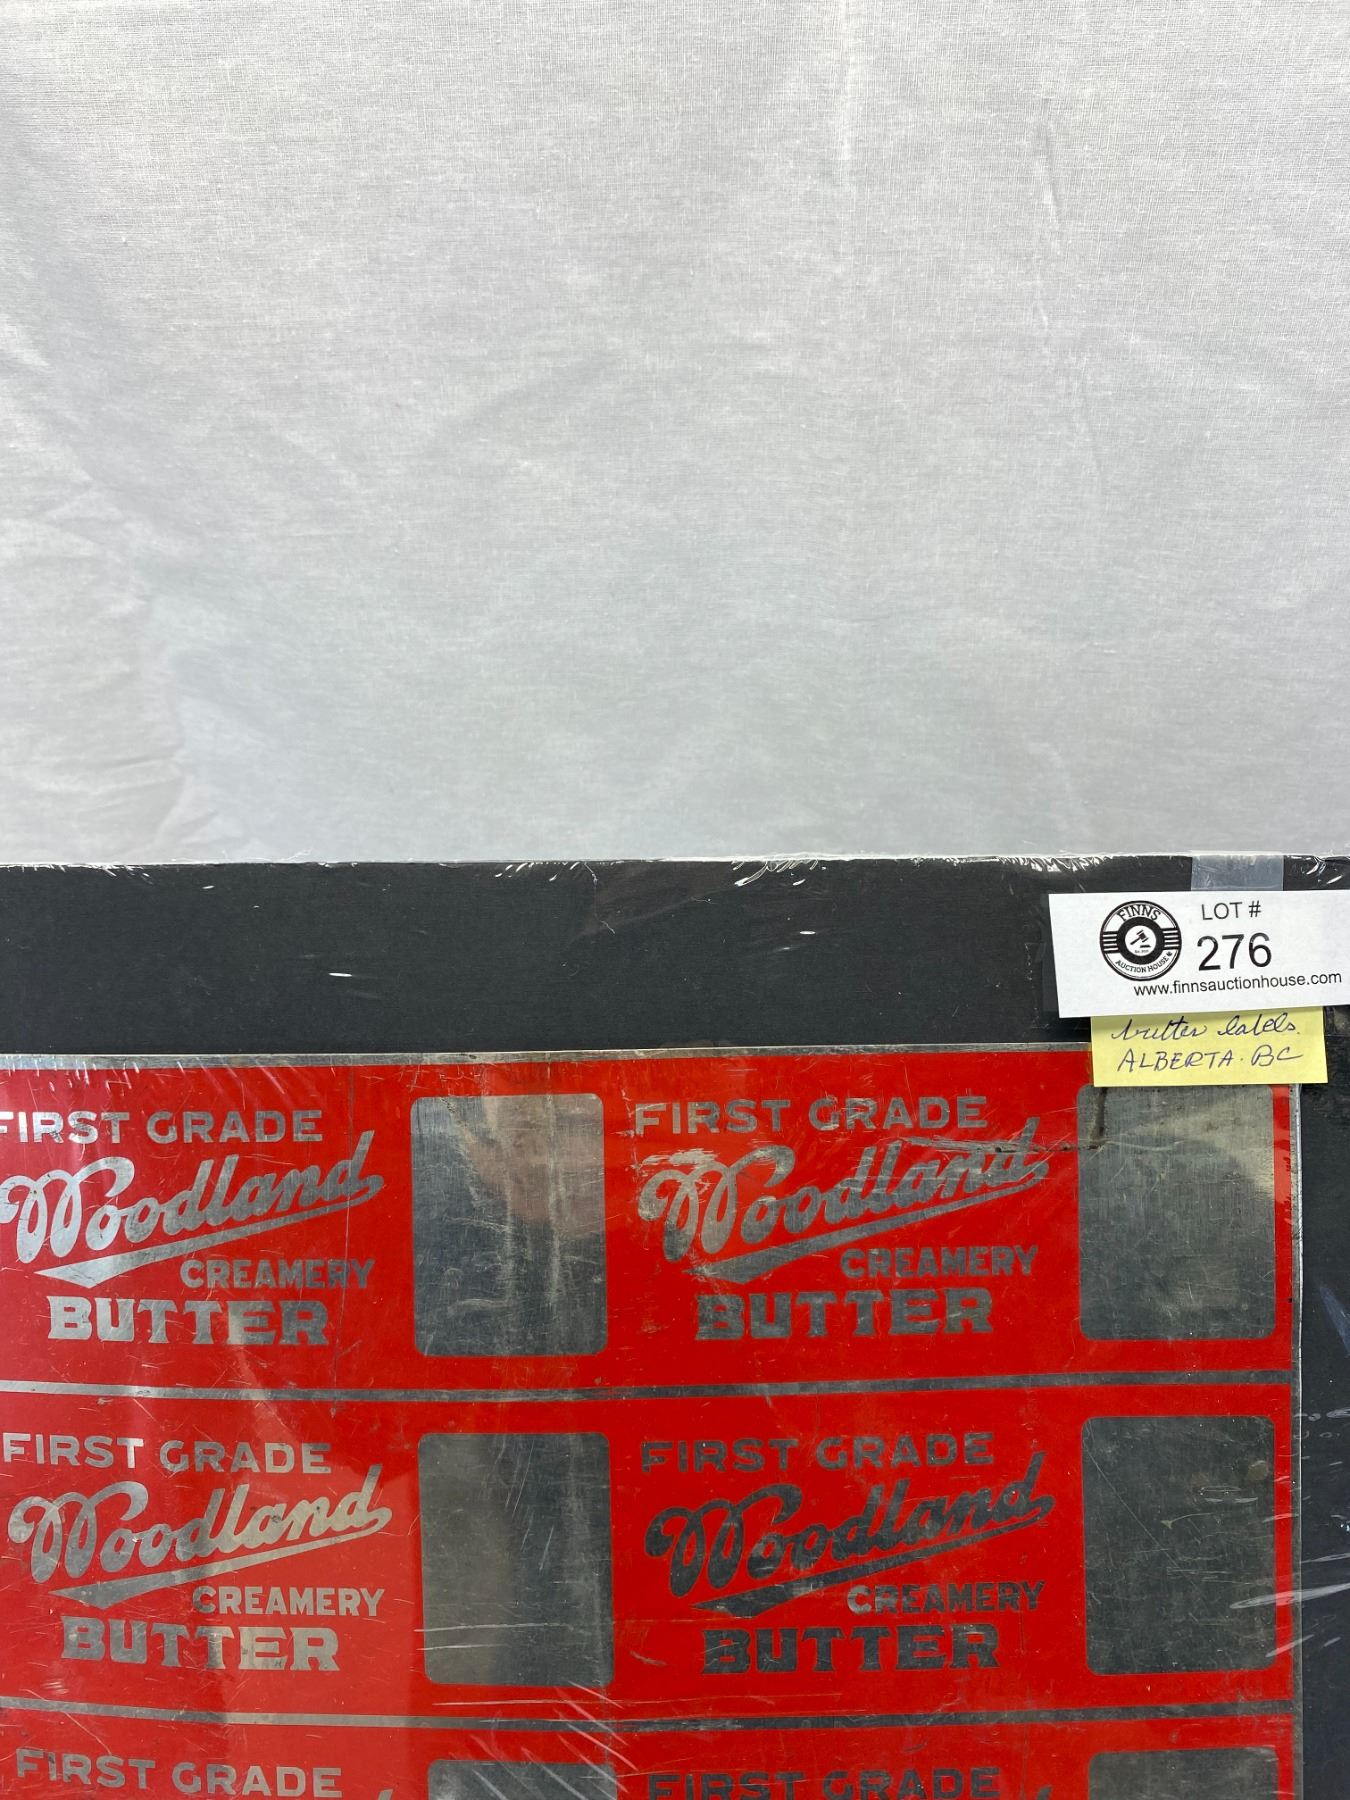 FINNS
AUCTION HOUSE
LOT #
276
www.finnsauctionhouse.com
butter labels.
ALBERTA. BC
FIRST GRADE
Woodland
CREAMERY
BUTTER
FIRST GRADE
Woodland
CREAMERY
BUTTER
FIRST GRADE
Woodland
CREAMERY
BUTTER
FIRST GRADE
Woodland
CREAMERY
BUTTER
FIRST GRADE
FIRST GRADE